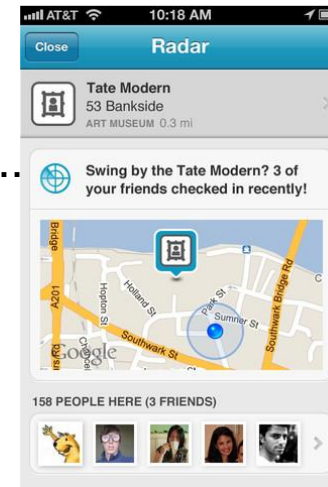 AT&T 10:18 AM
Close Radar
Tate Modern
53 Bankside
ART MUSEUM 0.3 mi
Swing by the Tate Modern? 3 of
your friends checked in recently!
Bridge
A201
Hopton St
Holland St
Park St
Sumner St
Southwark St
Southwark Bridge Rd
Google
158 PEOPLE HERE (3 FRIENDS)